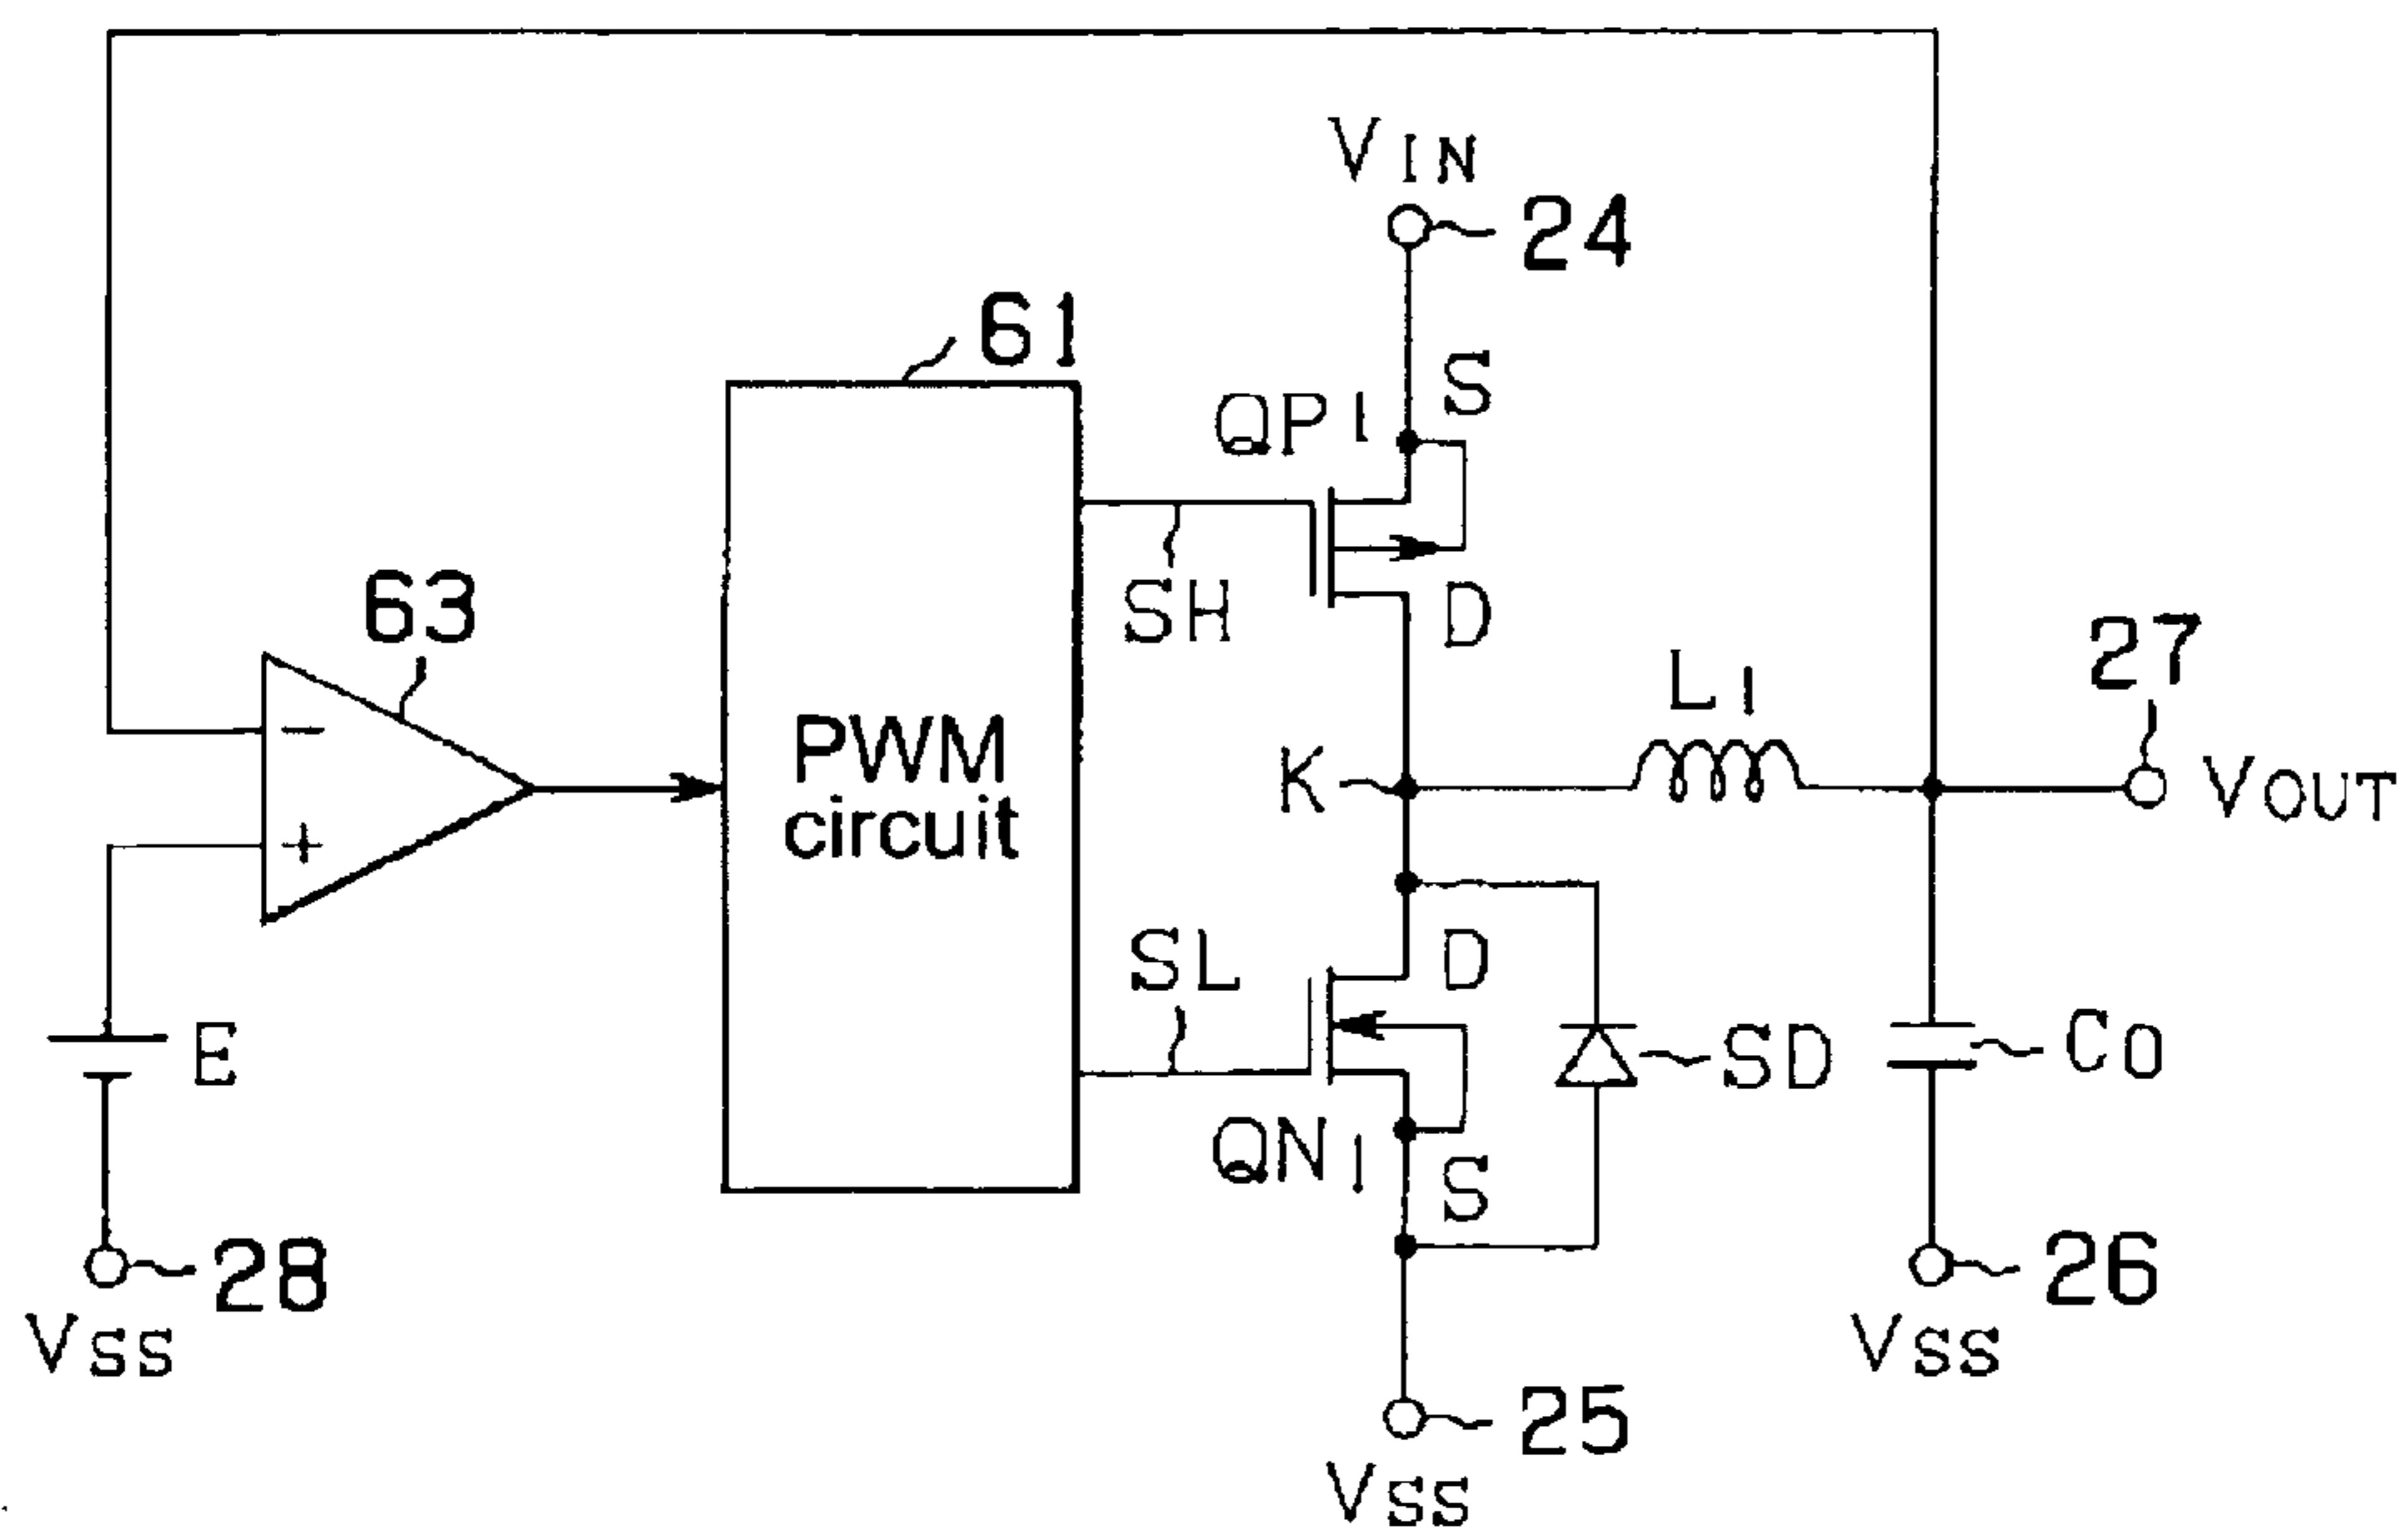 VIN
24
61
S
QP1
SH
D
63
27
L1
−
PWM
circuit
K
VOUT
+
SL
D
E
SD
CO
QN1
S
28
26
VSS
VSS
25
VSS